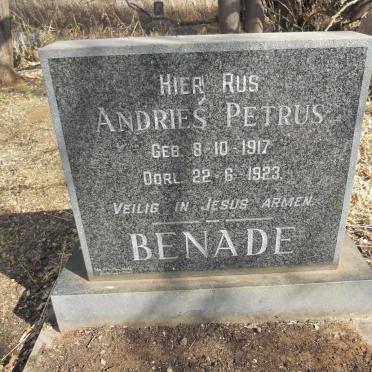 HIER RUS
ANDRIES PETRUS
GEB. 8-10-1917
OORL. 22-6-1923.
VEILIG IN JESUS ARMEN.
BENADE